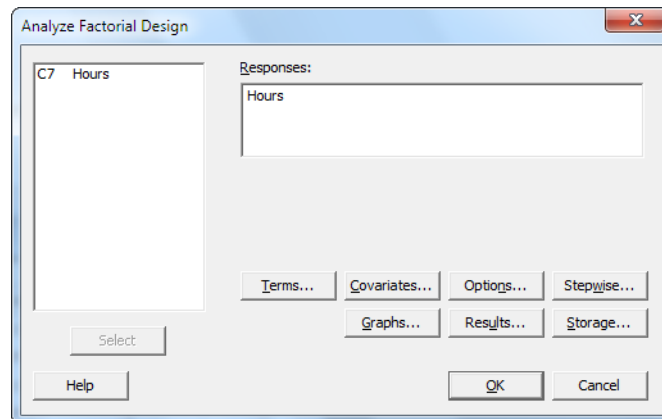 Analyze Factorial Design
X
C7 Hours
Responses:
Hours
Terms...
Covariates...
Options...
Stepwise...
Graphs...
Results...
Storage...
Select
Help
OK
Cancel